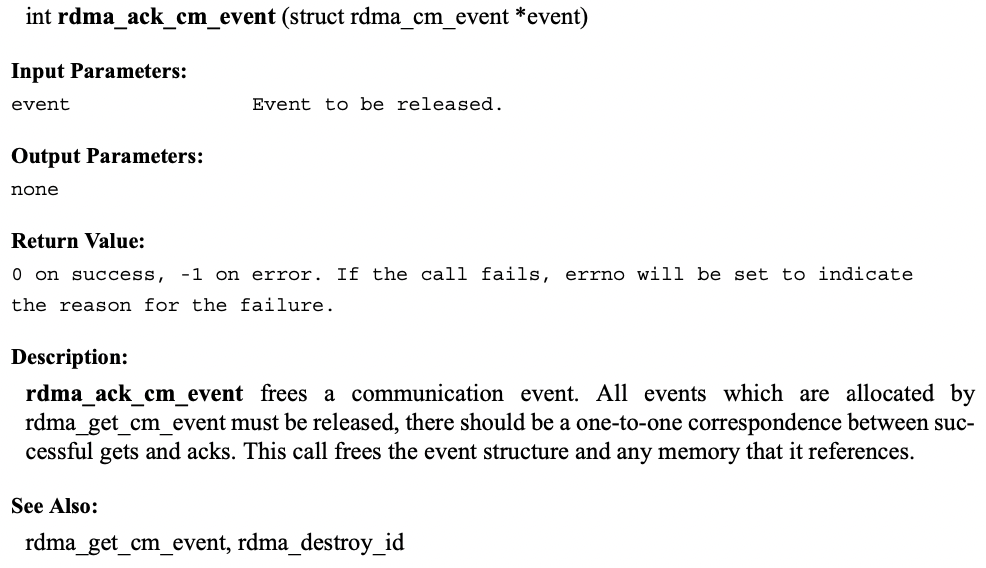 int rdma_ack_cm_event (struct rdma_cm_event *event)
Input Parameters:
event Event to be released.
Output Parameters:
none
Return Value:
0 on success, -1 on error. If the call fails, errno will be set to indicate
the reason for the failure.
Description:
rdma_ack_cm_event frees a communication event. All events which are allocated by
rdma_get_cm_event must be released, there should be a one-to-one correspondence between suc-
cessful gets and acks. This call frees the event structure and any memory that it references.
See Also:
rdma_get_cm_event, rdma_destroy_id